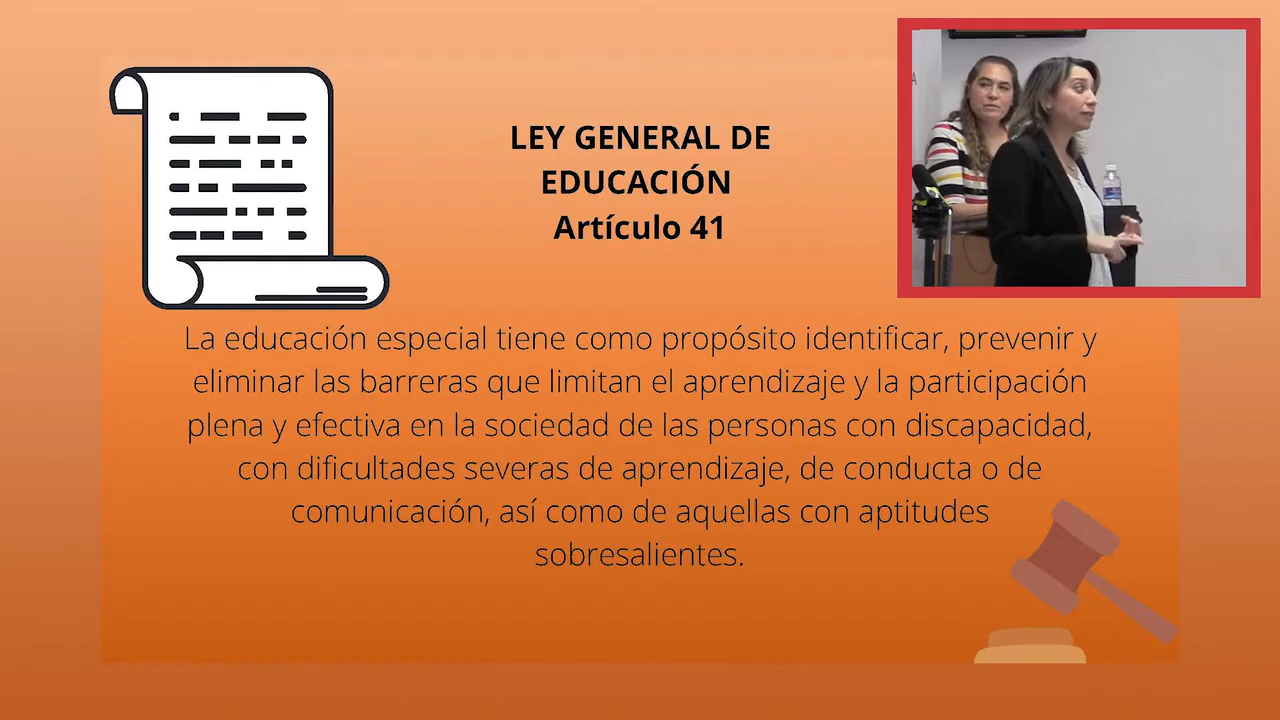 LEY GENERAL DE
EDUCACIÓN
Artículo 41
La educación especial tiene como propósito identificar, prevenir y
eliminar las barreras que limitan el aprendizaje y la participación
plena y efectiva en la sociedad de las personas con discapacidad,
con dificultades severas de aprendizaje, de conducta o de
comunicación, así como de aquellas con aptitudes
sobresalientes.